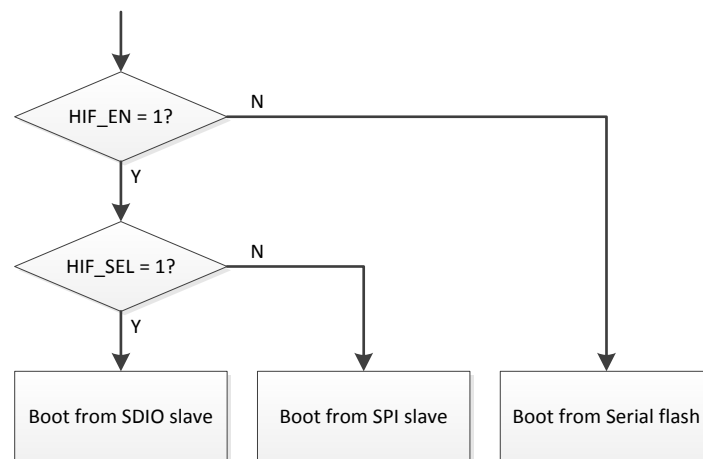 HIF_EN = 1?
N
Y
HIF_SEL = 1?
N
Y
Boot from SDIO slave
Boot from SPI slave
Boot from Serial flash